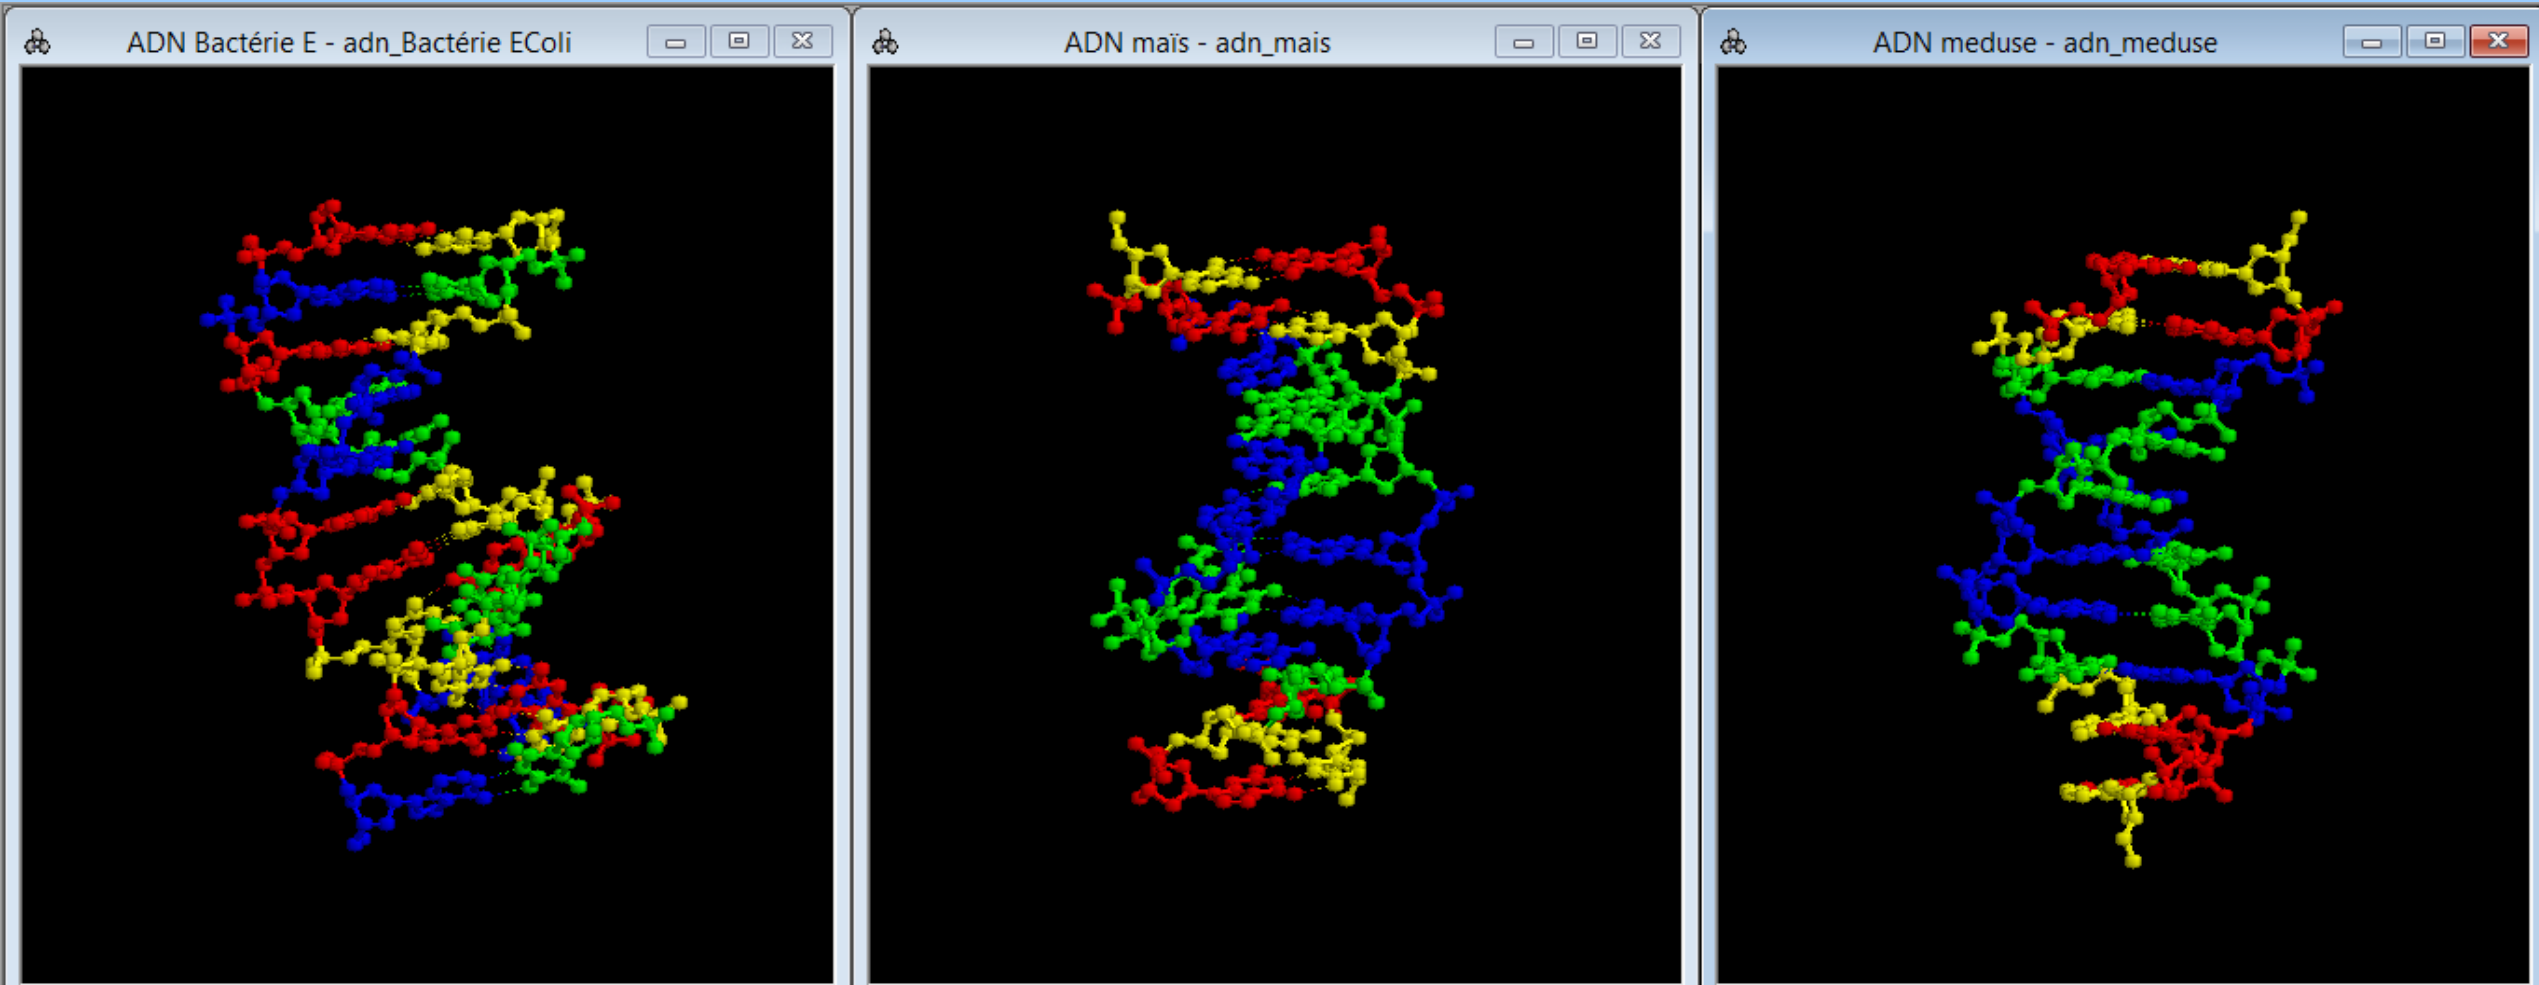 ADN Bactérie E - adn_Bactérie EColi
ADN maïs - adn_mais
ADN meduse - adn_meduse